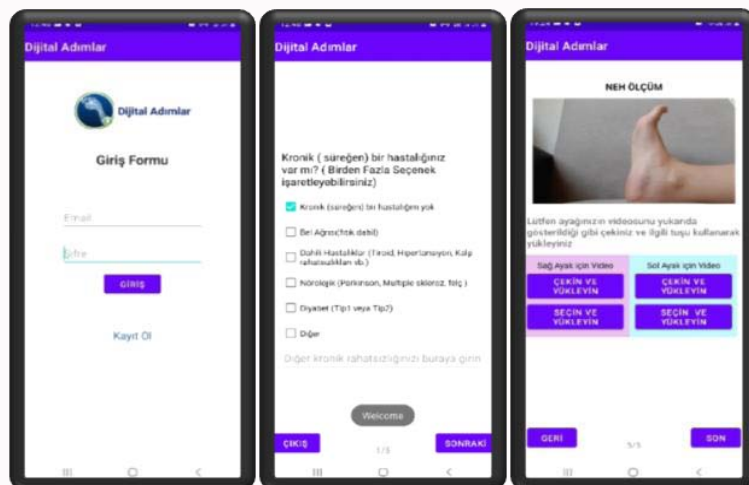 Dijital Adımlar
Dijital Adımlar
Giriş Formu
Email
Şifre
GİRİŞ
Kayıt Ol
Dijital Adımlar
Kronik ( süreğen) bir hastalığınız
var mı? ( Birden Fazla Seçenek
işaretleyebilirsiniz)
Kronik (süreğen) bir hastalığım yok
Bel Ağrısı(fıtık dahil)
Dahili Hastalıklar (Tiroid, Hipertansiyon, Kalp
rahatsızlıkları vb.)
Nörolojik (Parkinson, Multiple skleroz, felç )
Diyabet (Tip1 veya Tip2)
Diğer
Diğer kronik rahatsızlığınızı buraya girin
Welcome
ÇIKIŞ
1/5
SONRAKİ
Dijital Adımlar
NEH ÖLÇÜM
Lütfen ayağınızın videosunu yukarıda
gösterildiği gibi çekiniz ve ilgili tuşu kullanarak
yükleyiniz
Sağ Ayak için Video
Sol Ayak için Video
ÇEKİN VE
YÜKLEYİN
ÇEKİN VE
YÜKLEYİN
SEÇİN VE
YÜKLEYİN
SEÇİN VE
YÜKLEYİN
GERİ
5/5
SON